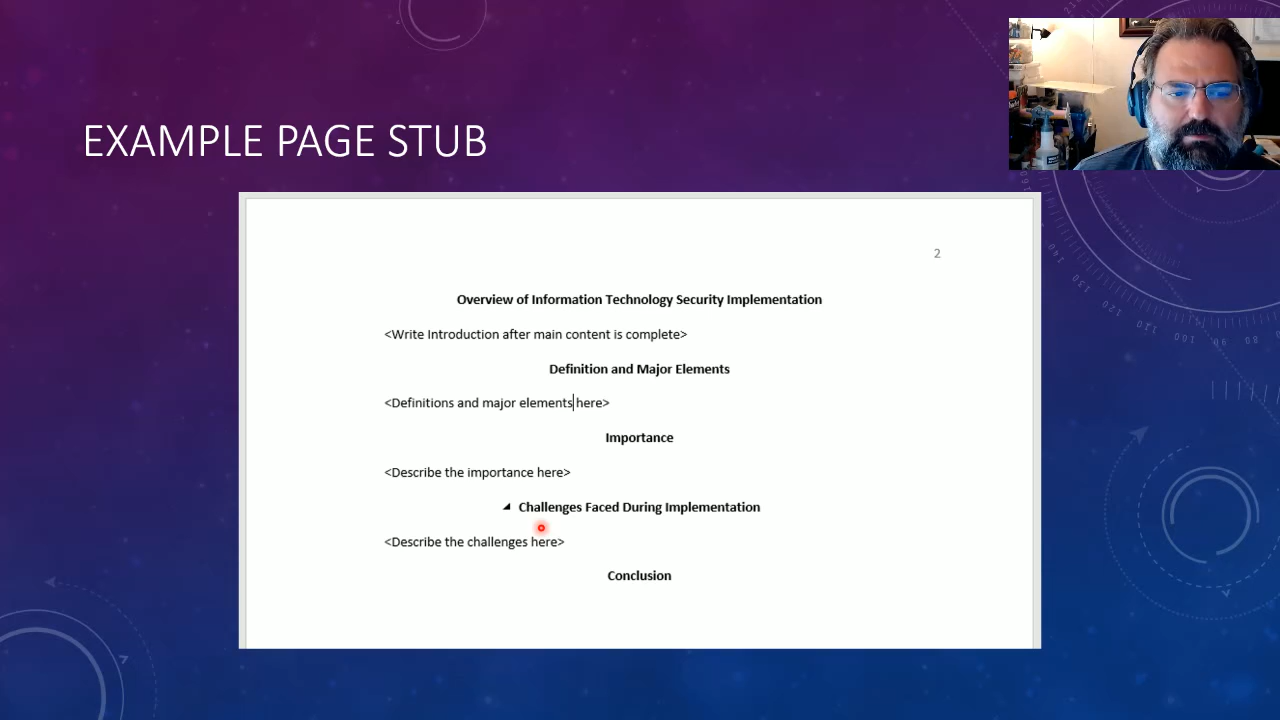 EXAMPLE PAGE STUB
2
Overview of Information Technology Security Implementation
<Write Introduction after main content is complete>
Definition and Major Elements
<Definitions and major elements here>
Importance
<Describe the importance here>
Challenges Faced During Implementation
<Describe the challenges here>
Conclusion